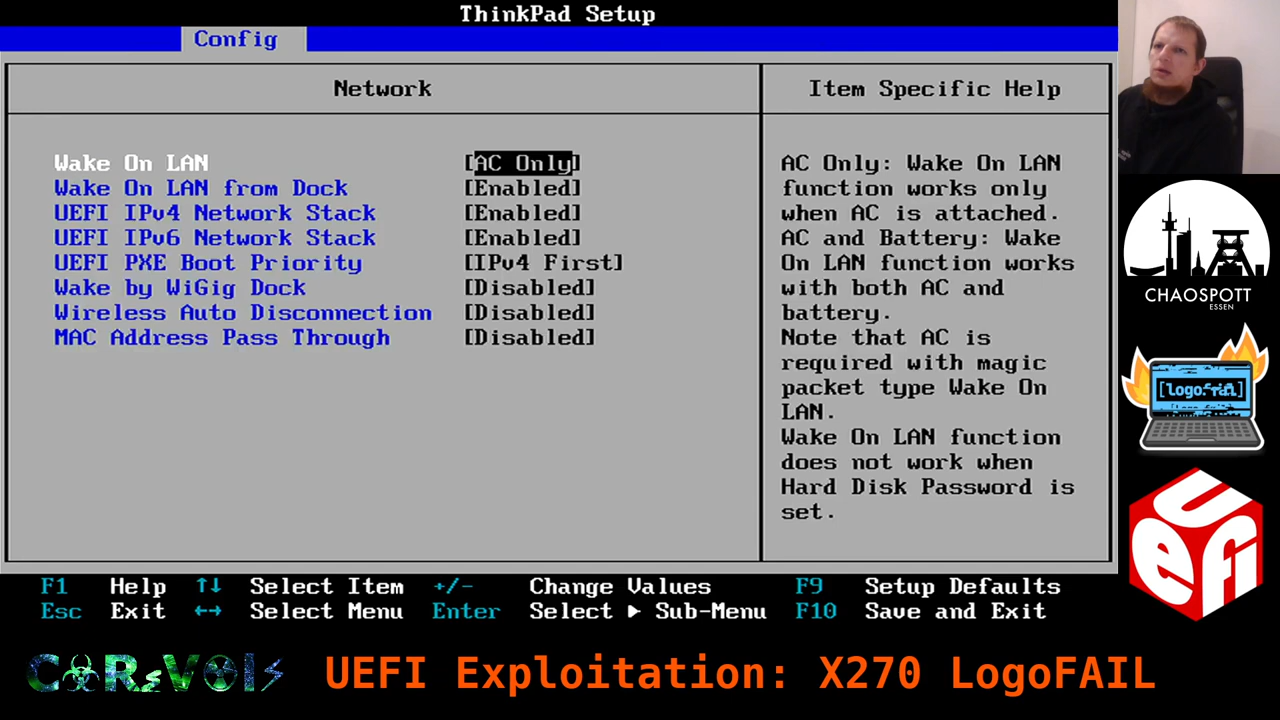 ThinkPad Setup
Config
Network
Item Specific Help
Wake On LAN [AC Only]
Wake On LAN from Dock [Enabled]
UEFI IPv4 Network Stack [Enabled]
UEFI IPv6 Network Stack [Enabled]
UEFI PXE Boot Priority [IPv4 First]
Wake by WiGig Dock [Disabled]
Wireless Auto Disconnection [Disabled]
MAC Address Pass Through [Disabled]
AC Only: Wake On LAN
function works only
when AC is attached.
AC and Battery: Wake
On LAN function works
with both AC and
battery.
Note that AC is
required with magic
packet type Wake On
LAN.
Wake On LAN function
does not work when
Hard Disk Password is
set.
F1 Help ↑↓ Select Item +/- Change Values F9 Setup Defaults
Esc Exit ←→ Select Menu Enter Select ▶ Sub-Menu F10 Save and Exit
CHAOSPOTT
ESSEN
[logofail]
UEFI
UEFI Exploitation: X270 LogoFAIL